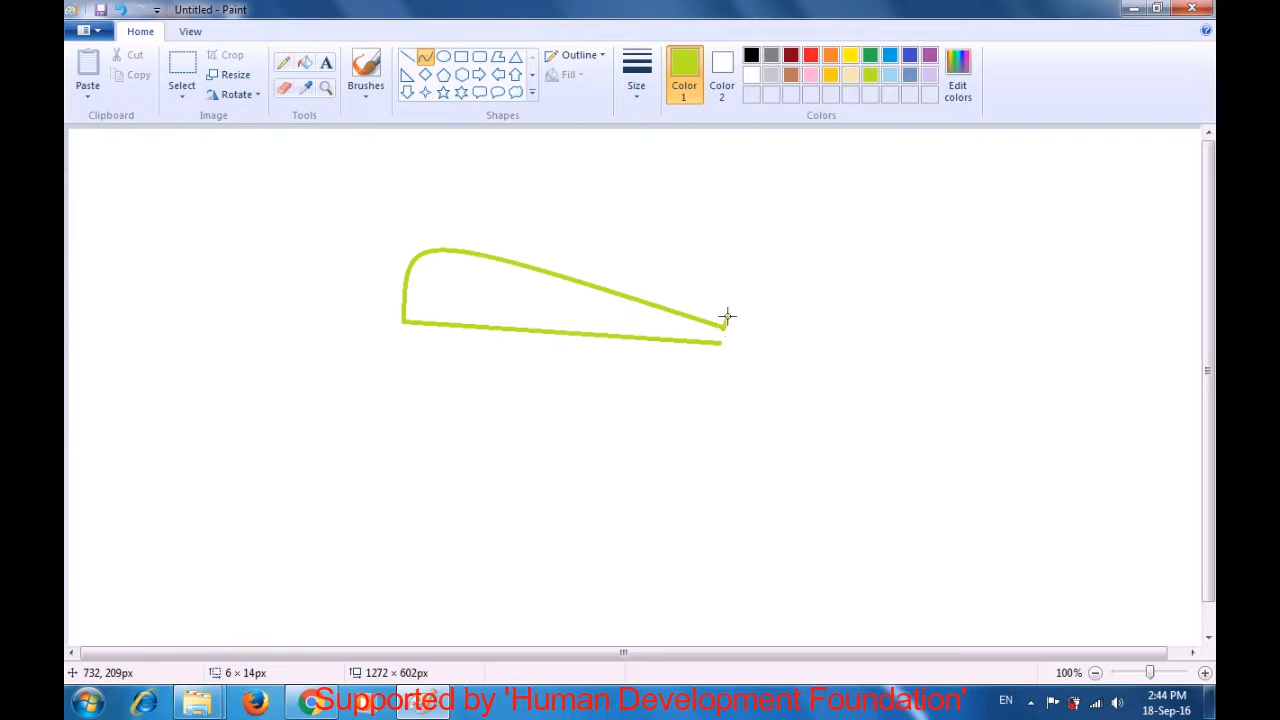 Untitled - Paint
Home
View
Paste
Cut
Copy
Clipboard
Select
Crop
Resize
Rotate
Image
Tools
Brushes
Shapes
Outline
Fill
Size
Color 1
Color 2
Edit colors
Colors
732, 209px
6 × 14px
1272 × 602px
100%
Supported by 'Human Development Foundation'
EN
2:44 PM
18-Sep-16